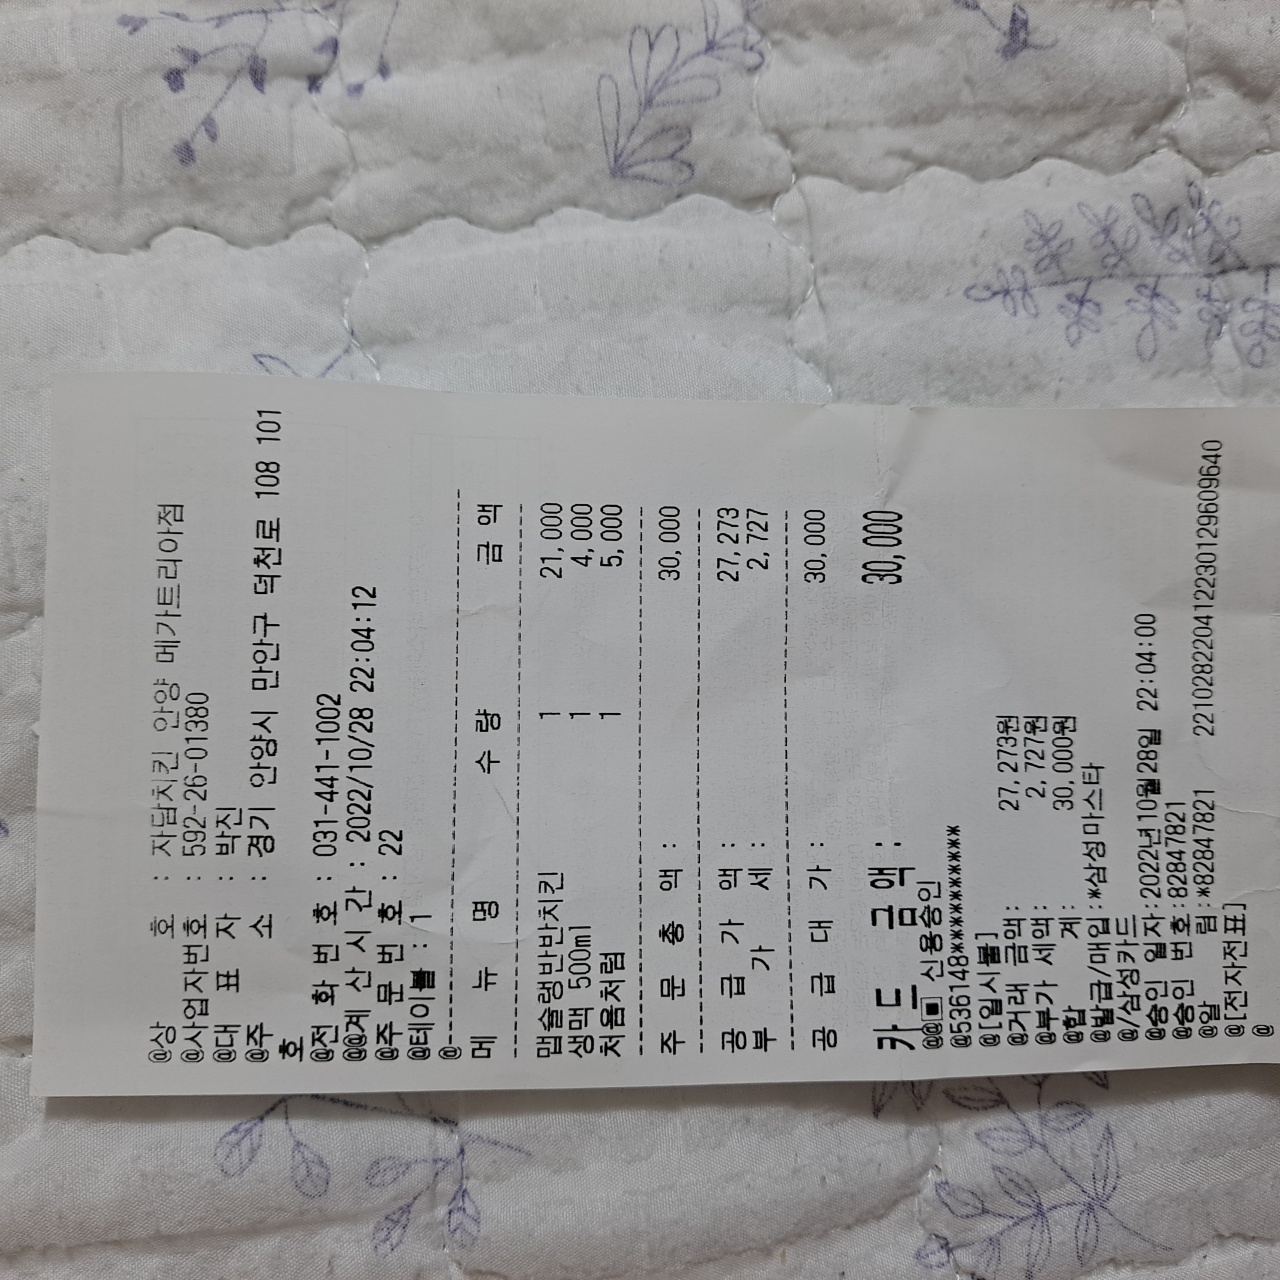 @상 호 : 자담치킨 안양 메가트리아점
@사업자번호 : 592-26-01380
@대 표 자 : 박진
@주 소 : 경기 안양시 만안구 덕천로 108 101
호
@전 화 번 호 : 031-441-1002
@@계 산 시 간 : 2022/10/28 22:04:12
@주 문 번 호 : 22
@테이블 : 1
@--------------------------------
메 뉴 명 수 량 금 액
--------------------------------
맵슐랭반반치킨 1 21,000
생맥 500ml 1 4,000
처음처럼 1 5,000
--------------------------------
주 문 총 액 : 30,000
--------------------------------
공 급 가 액 : 27,273
부 가 세 : 2,727
--------------------------------
공 급 대 가 : 30,000
카드 금액 : 30,000
@@▣ 신용승인
@536148**********
@[일시불]
@거래 금액: 27,273원
@부가 세액: 2,727원
@합 계: 30,000원
@발급/매입:*삼성마스타
@/삼성카드
@승인 일자:2022년10월28일 22:04:00
@승인 번호:82847821
@알 림:*82847821 221028220412230129609640
@[전자전표]
@